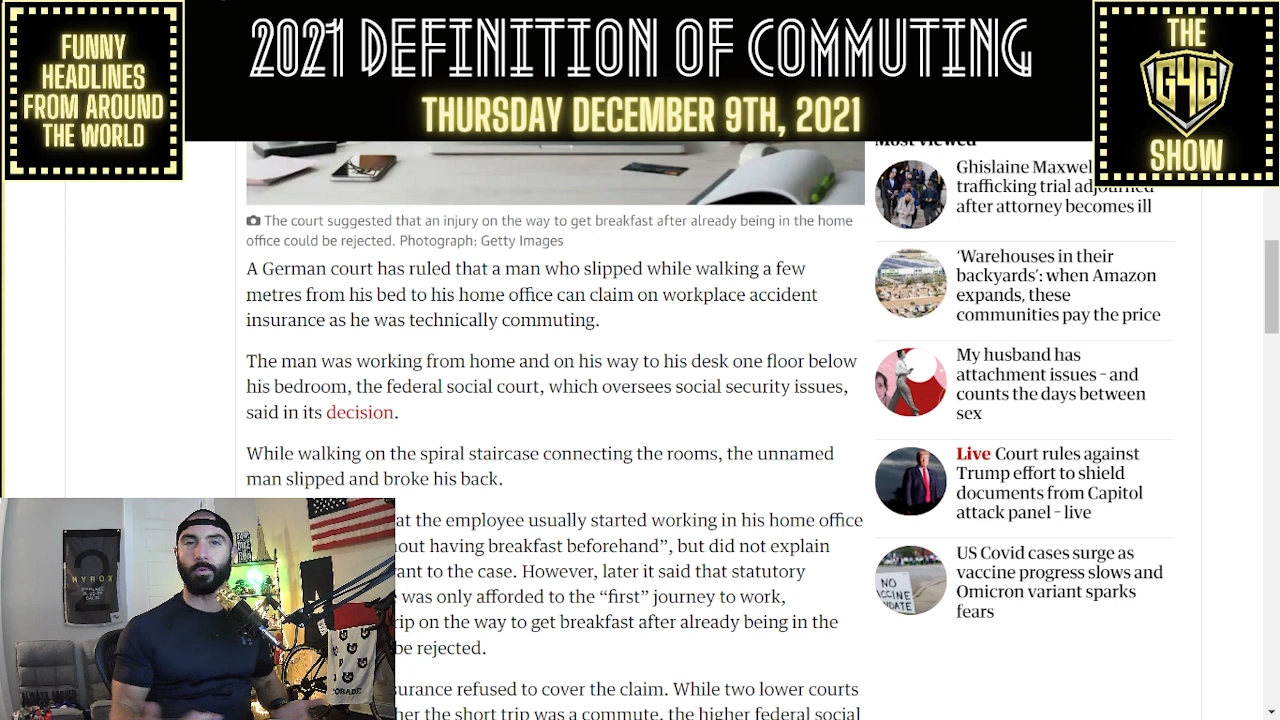 FUNNY
HEADLINES
FROM AROUND
THE WORLD
2021 DEFINITION OF COMMUTING
THURSDAY DECEMBER 9TH, 2021
THE
G4G
SHOW
The court suggested that an injury on the way to get breakfast after already being in the home
office could be rejected. Photograph: Getty Images
A German court has ruled that a man who slipped while walking a few
metres from his bed to his home office can claim on workplace accident
insurance as he was technically commuting.
The man was working from home and on his way to his desk one floor below
his bedroom, the federal social court, which oversees social security issues,
said in its decision.
While walking on the spiral staircase connecting the rooms, the unnamed
man slipped and broke his back.
at the employee usually started working in his home office
out having breakfast beforehand”, but did not explain
ant to the case. However, later it said that statutory
was only afforded to the “first” journey to work,
rip on the way to get breakfast after already being in the
be rejected.
surance refused to cover the claim. While two lower courts
her the short trip was a commute, the higher federal social
Most viewed
Ghislaine Maxwel
trafficking trial adjourned
after attorney becomes ill
‘Warehouses in their
backyards’: when Amazon
expands, these
communities pay the price
My husband has
attachment issues – and
counts the days between
sex
Live Court rules against
Trump effort to shield
documents from Capitol
attack panel – live
NO
US Covid cases surge as
vaccine progress slows and
Omicron variant sparks
fears
HYROX